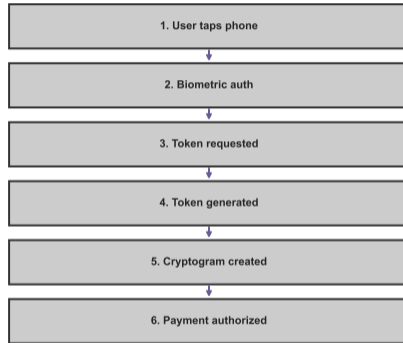 1. User taps phone
2. Biometric auth
3. Token requested
4. Token generated
5. Cryptogram created
6. Payment authorized